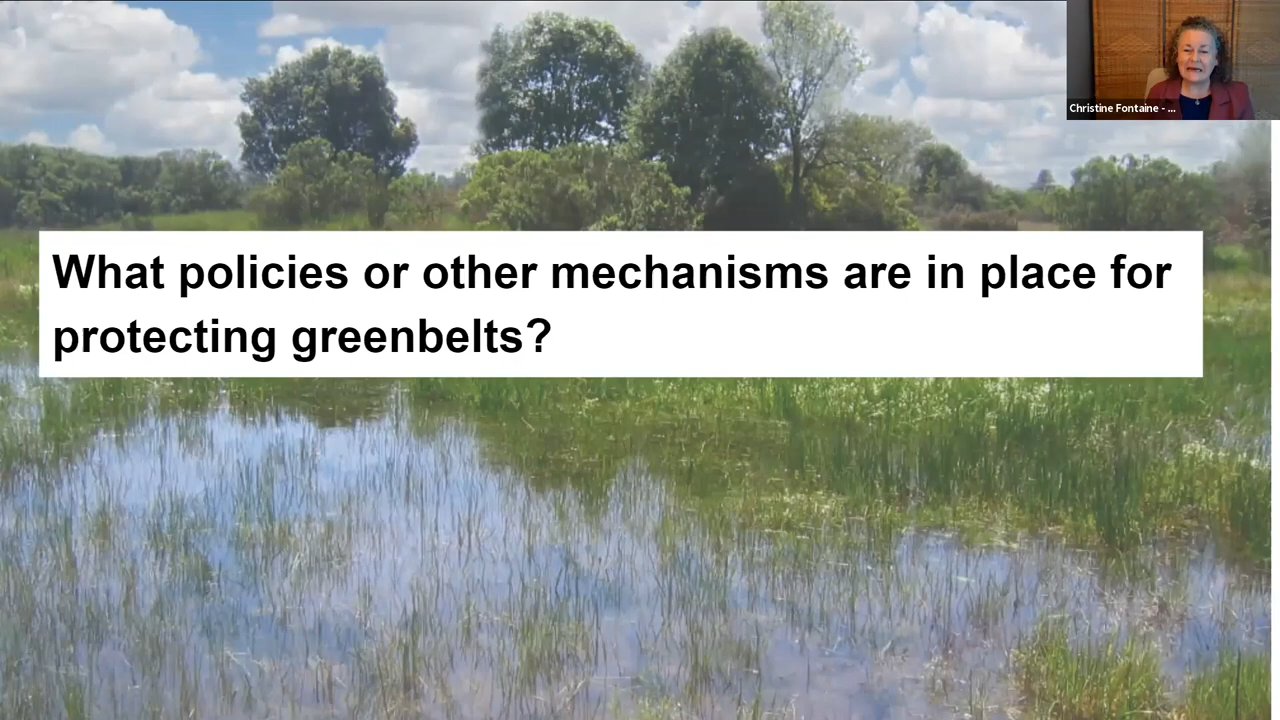 Christine Fontaine - ...
What policies or other mechanisms are in place for
protecting greenbelts?